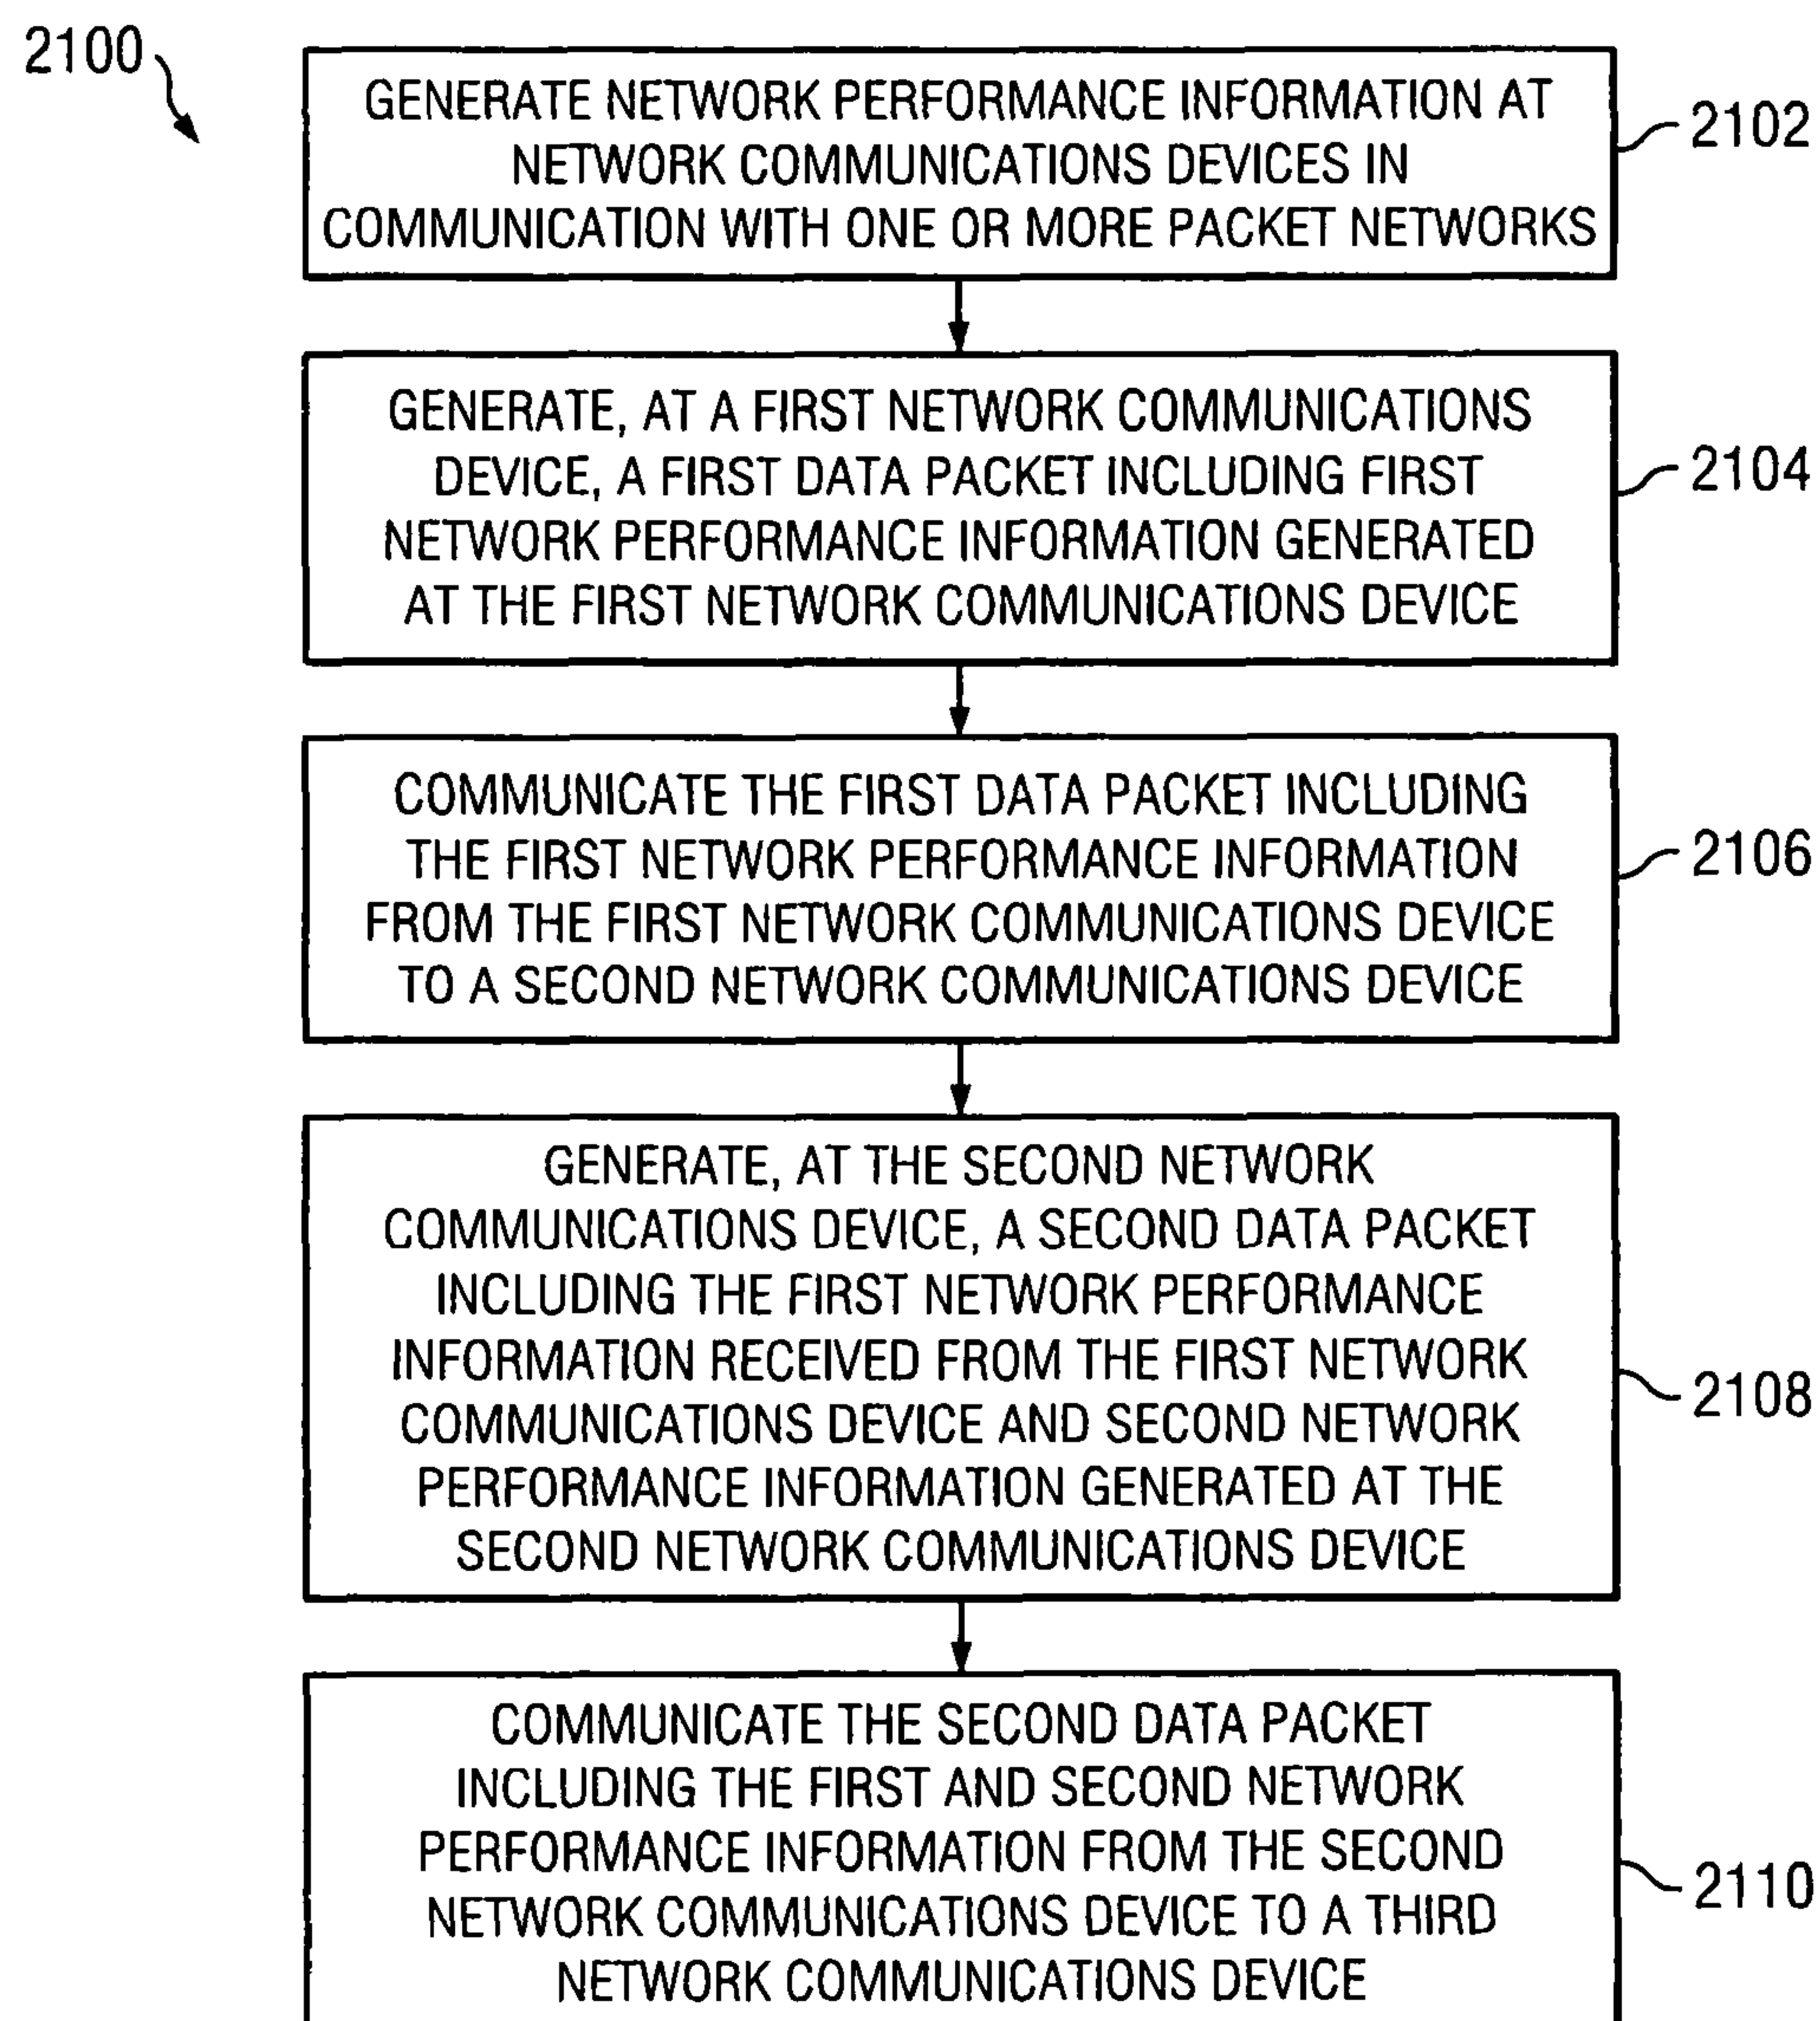 2100
GENERATE NETWORK PERFORMANCE INFORMATION AT
NETWORK COMMUNICATIONS DEVICES IN
COMMUNICATION WITH ONE OR MORE PACKET NETWORKS
2102
GENERATE, AT A FIRST NETWORK COMMUNICATIONS
DEVICE, A FIRST DATA PACKET INCLUDING FIRST
NETWORK PERFORMANCE INFORMATION GENERATED
AT THE FIRST NETWORK COMMUNICATIONS DEVICE
2104
COMMUNICATE THE FIRST DATA PACKET INCLUDING
THE FIRST NETWORK PERFORMANCE INFORMATION
FROM THE FIRST NETWORK COMMUNICATIONS DEVICE
TO A SECOND NETWORK COMMUNICATIONS DEVICE
2106
GENERATE, AT THE SECOND NETWORK
COMMUNICATIONS DEVICE, A SECOND DATA PACKET
INCLUDING THE FIRST NETWORK PERFORMANCE
INFORMATION RECEIVED FROM THE FIRST NETWORK
COMMUNICATIONS DEVICE AND SECOND NETWORK
PERFORMANCE INFORMATION GENERATED AT THE
SECOND NETWORK COMMUNICATIONS DEVICE
2108
COMMUNICATE THE SECOND DATA PACKET
INCLUDING THE FIRST AND SECOND NETWORK
PERFORMANCE INFORMATION FROM THE SECOND
NETWORK COMMUNICATIONS DEVICE TO A THIRD
NETWORK COMMUNICATIONS DEVICE
2110